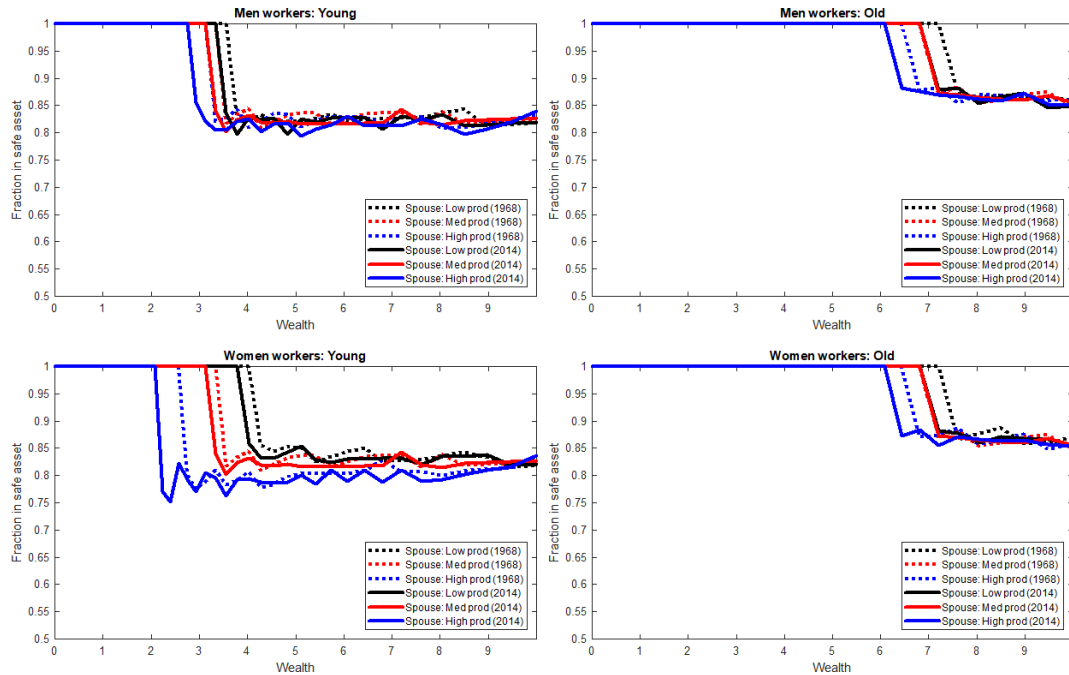 Men workers: Young
1
0.95
0.9
0.85
0.8
0.75
0.7
0.65
0.6
0.55
0.5
Fraction in safe asset
0 1 2 3 4 5 6 7 8 9
Wealth
Spouse: Low prod (1968)
Spouse: Med prod (1968)
Spouse: High prod (1968)
Spouse: Low prod (2014)
Spouse: Med prod (2014)
Spouse: High prod (2014)
Men workers: Old
1
0.95
0.9
0.85
0.8
0.75
0.7
0.65
0.6
0.55
0.5
Fraction in safe asset
0 1 2 3 4 5 6 7 8 9
Wealth
Spouse: Low prod (1968)
Spouse: Med prod (1968)
Spouse: High prod (1968)
Spouse: Low prod (2014)
Spouse: Med prod (2014)
Spouse: High prod (2014)
Women workers: Young
1
0.95
0.9
0.85
0.8
0.75
0.7
0.65
0.6
0.55
0.5
Fraction in safe asset
0 1 2 3 4 5 6 7 8 9
Wealth
Spouse: Low prod (1968)
Spouse: Med prod (1968)
Spouse: High prod (1968)
Spouse: Low prod (2014)
Spouse: Med prod (2014)
Spouse: High prod (2014)
Women workers: Old
1
0.95
0.9
0.85
0.8
0.75
0.7
0.65
0.6
0.55
0.5
Fraction in safe asset
0 1 2 3 4 5 6 7 8 9
Wealth
Spouse: Low prod (1968)
Spouse: Med prod (1968)
Spouse: High prod (1968)
Spouse: Low prod (2014)
Spouse: Med prod (2014)
Spouse: High prod (2014)